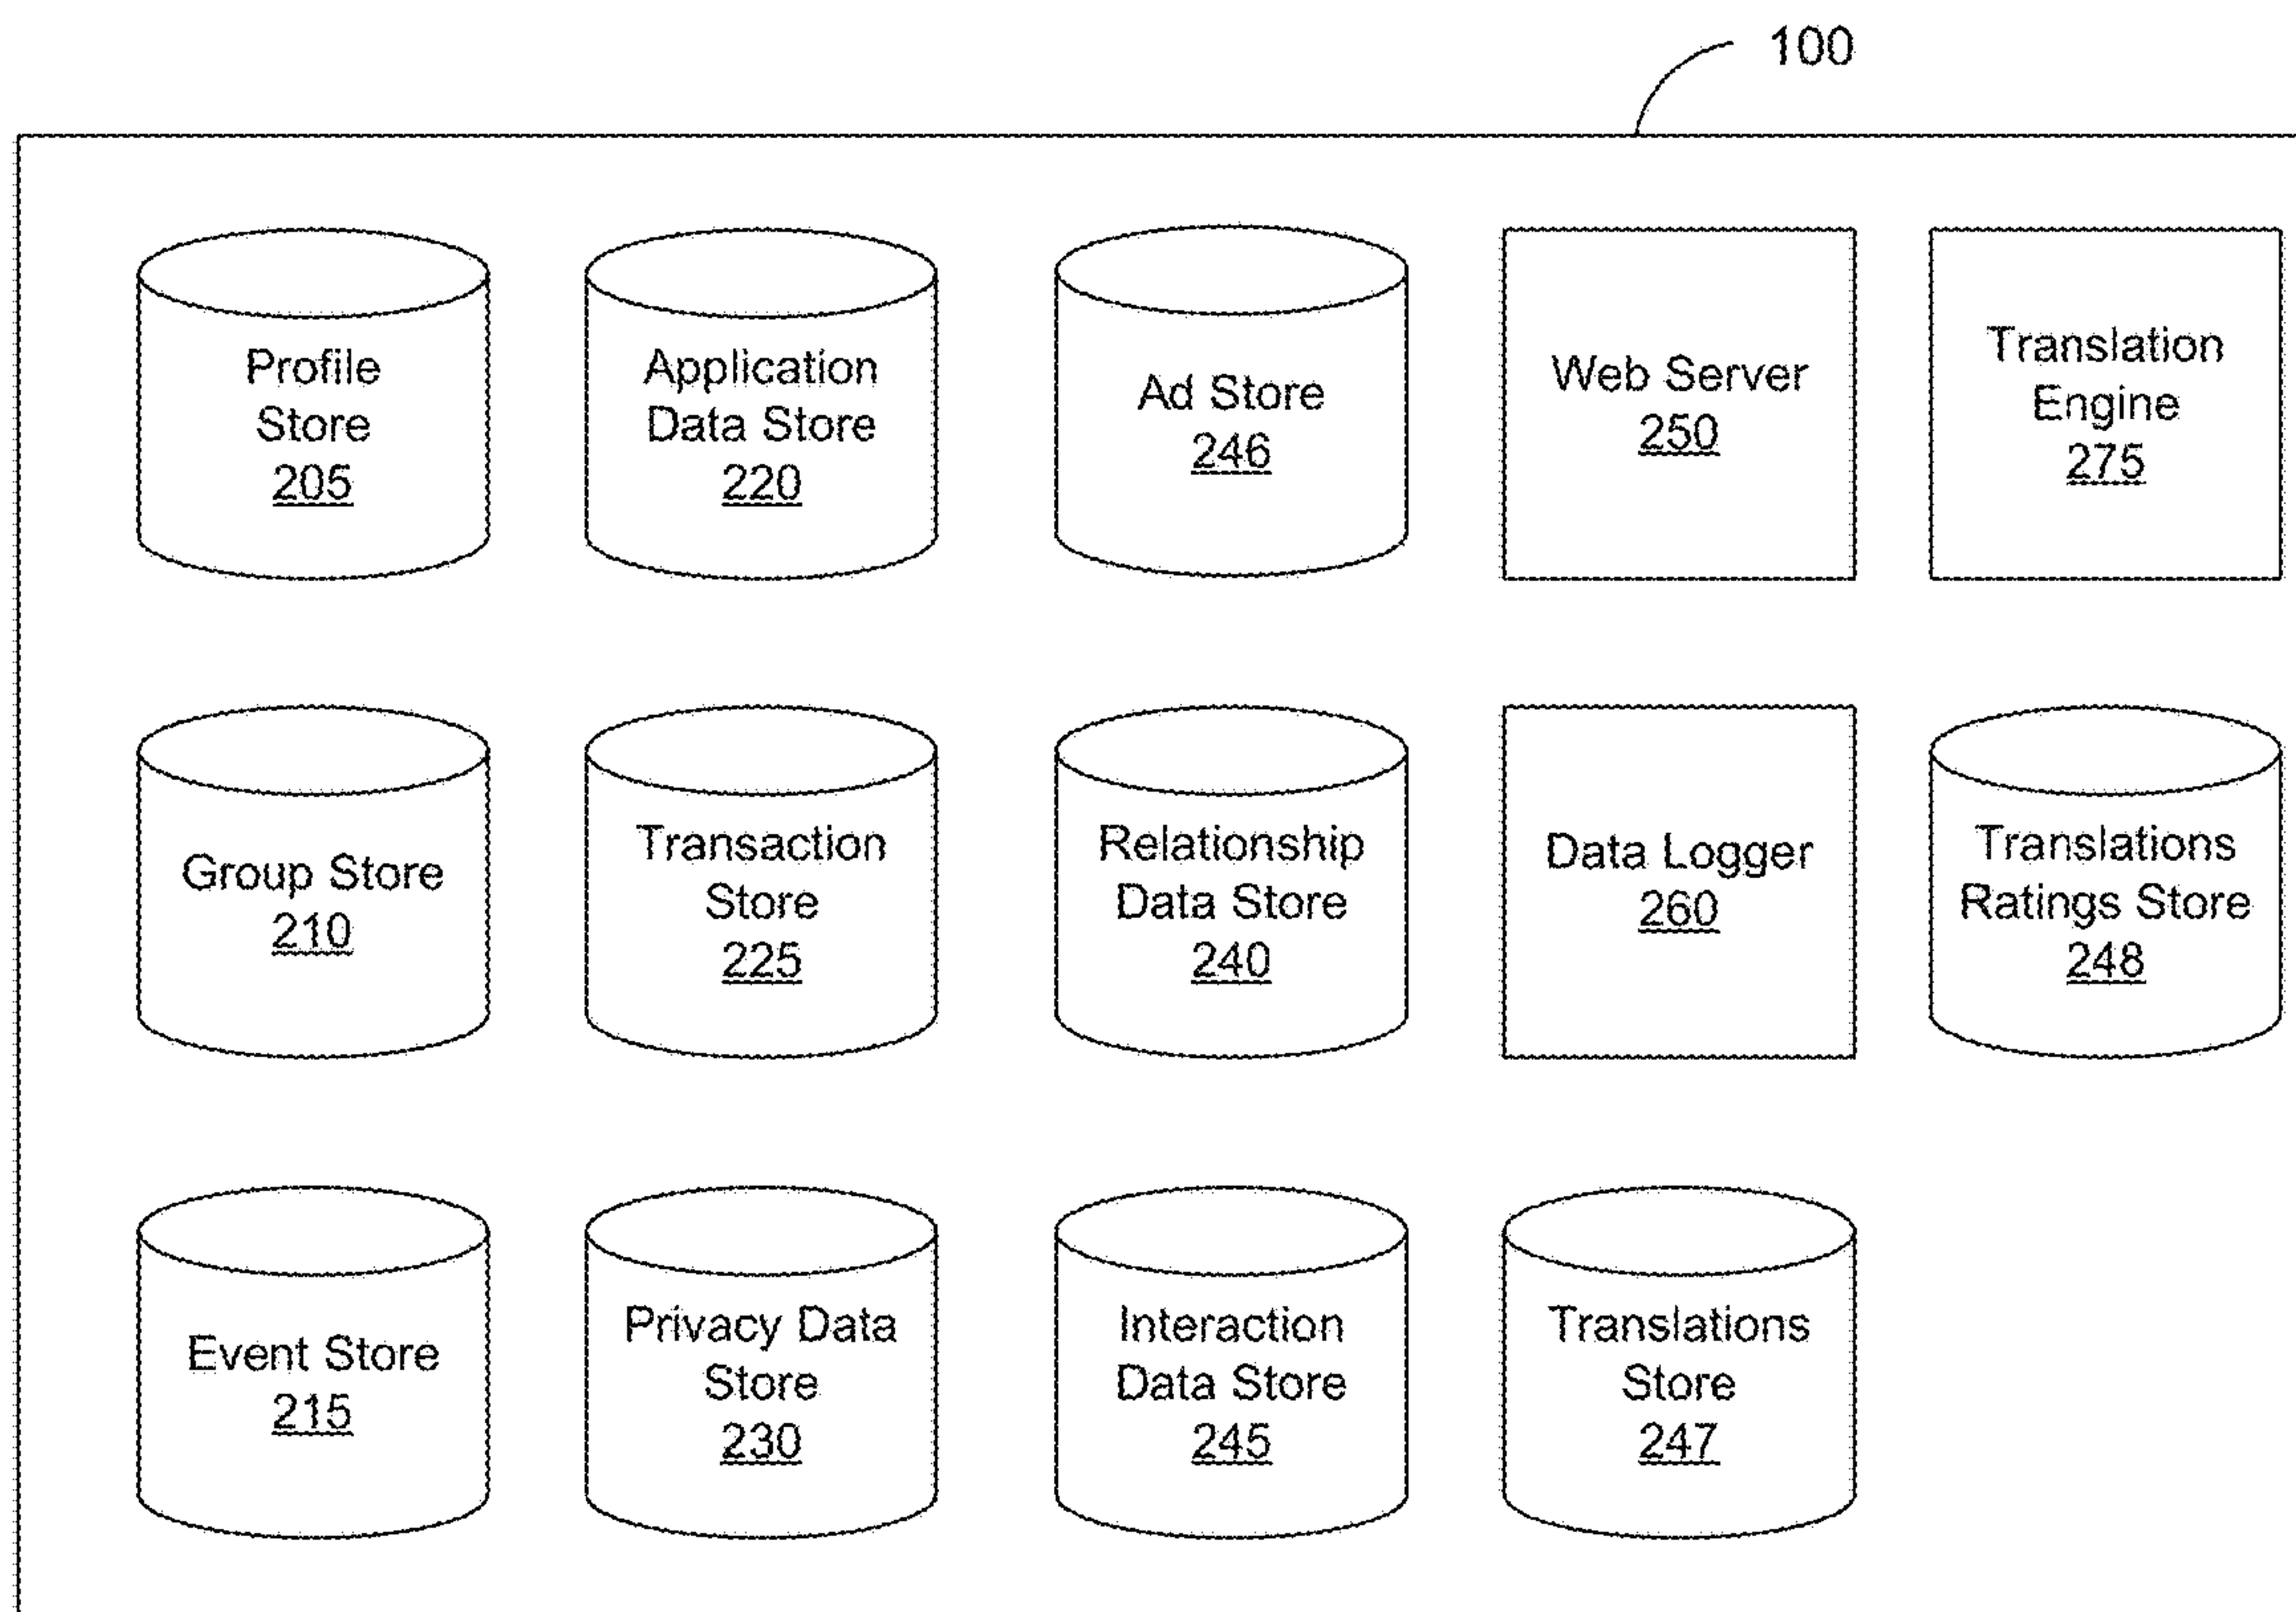 100
Profile
Store
205
Application
Data Store
220
Ad Store
246
Web Server
250
Translation
Engine
275
Group Store
210
Transaction
Store
225
Relationship
Data Store
240
Data Logger
260
Translations
Ratings Store
248
Event Store
215
Privacy Data
Store
230
Interaction
Data Store
245
Translations
Store
247